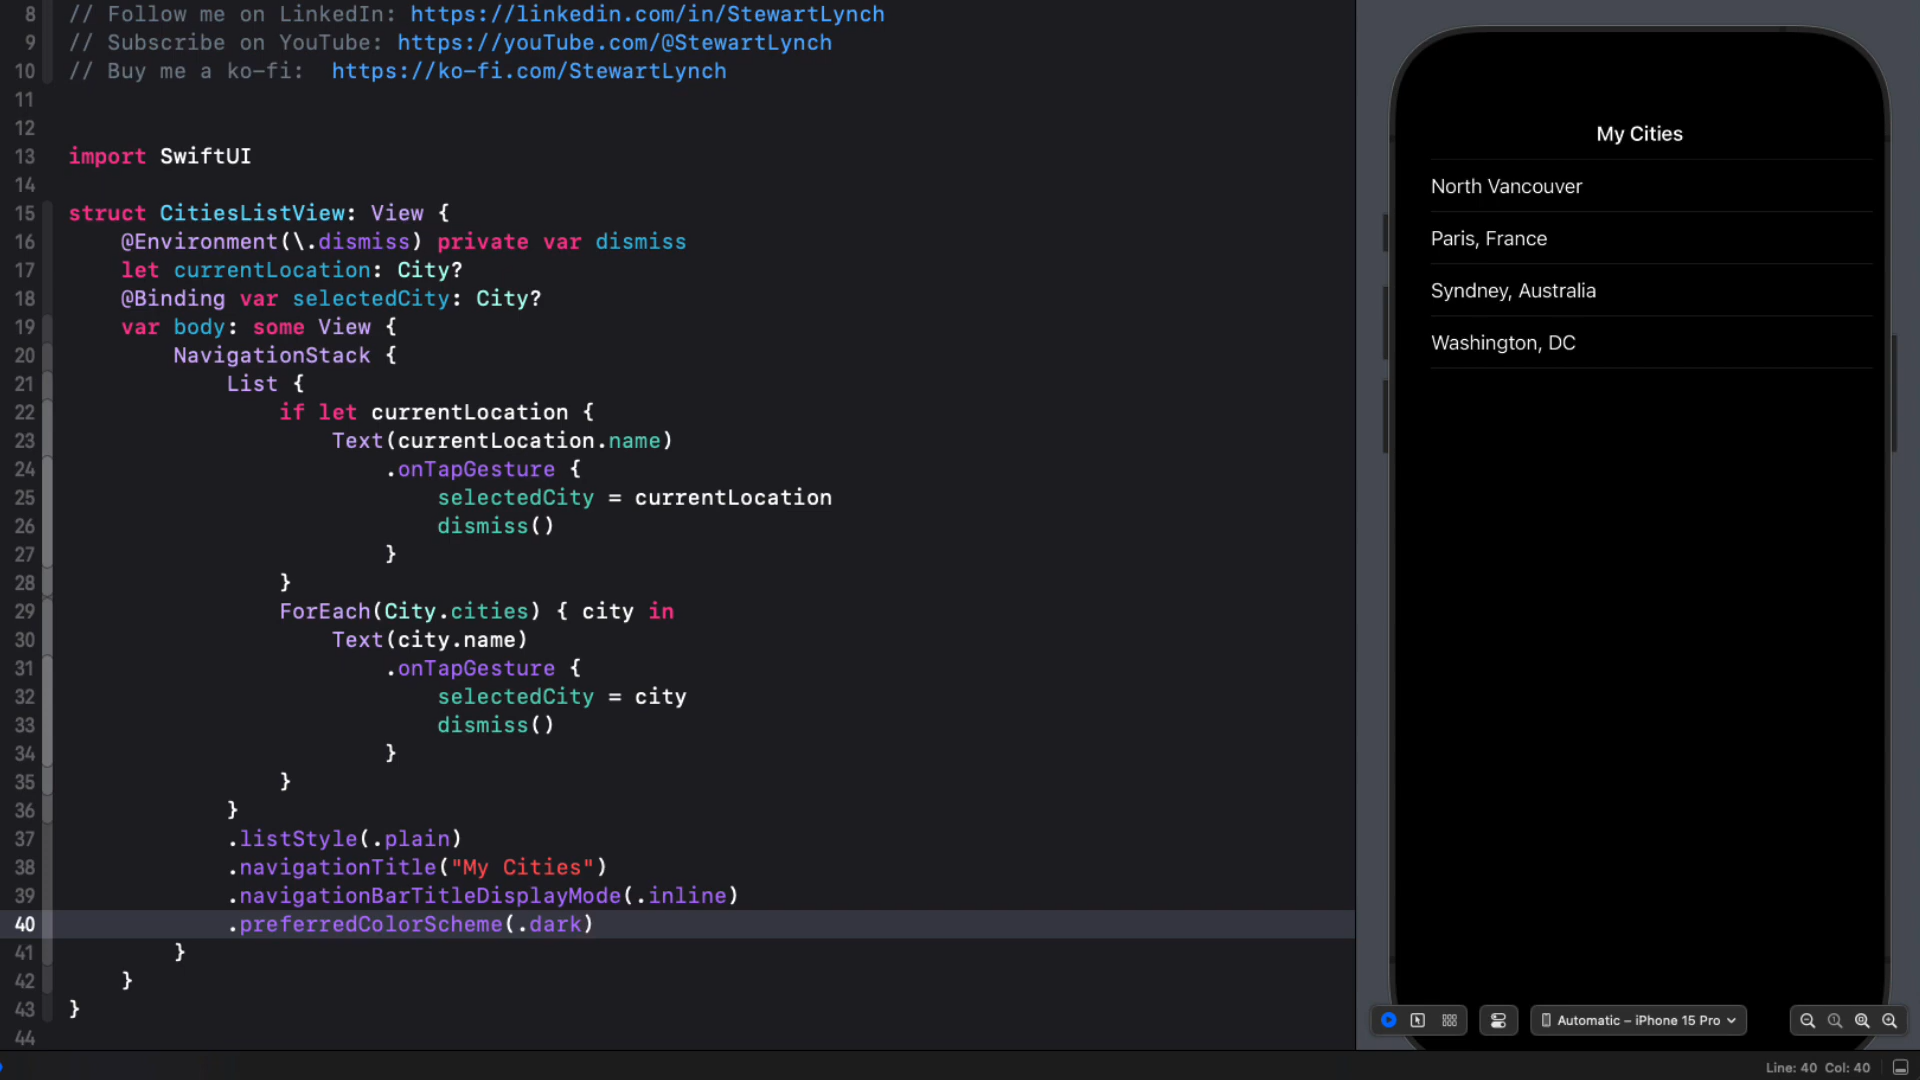 8 // Follow me on LinkedIn: https://linkedin.com/in/StewartLynch
9 // Subscribe on YouTube: https://youTube.com/@StewartLynch
10 // Buy me a ko-fi:  https://ko-fi.com/StewartLynch
11
12
13 import SwiftUI
14
15 struct CitiesListView: View {
16     @Environment(\.dismiss) private var dismiss
17     let currentLocation: City?
18     @Binding var selectedCity: City?
19     var body: some View {
20         NavigationStack {
21             List {
22                 if let currentLocation {
23                     Text(currentLocation.name)
24                         .onTapGesture {
25                             selectedCity = currentLocation
26                             dismiss()
27                         }
28                 }
29                 ForEach(City.cities) { city in
30                     Text(city.name)
31                         .onTapGesture {
32                             selectedCity = city
33                             dismiss()
34                         }
35                 }
36             }
37             .listStyle(.plain)
38             .navigationTitle("My Cities")
39             .navigationBarTitleDisplayMode(.inline)
40             .preferredColorScheme(.dark)
41         }
42     }
43 }
44
My Cities
North Vancouver
Paris, France
Syndney, Australia
Washington, DC
Automatic – iPhone 15 Pro
Line: 40 Col: 40